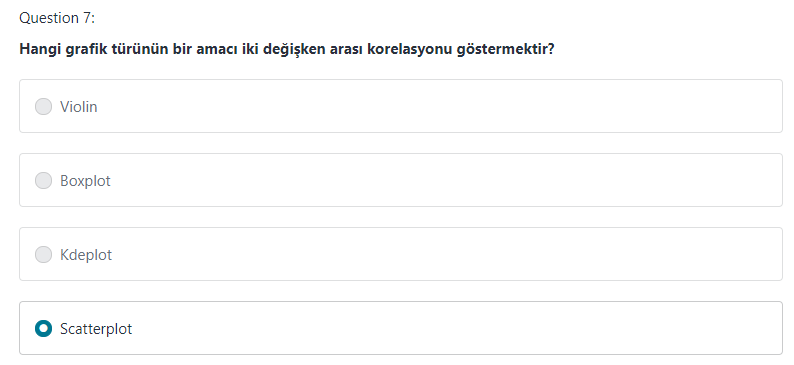 Question 7:
Hangi grafik türünün bir amacı iki değişken arası korelasyonu göstermektir?
Violin
Boxplot
Kdeplot
Scatterplot